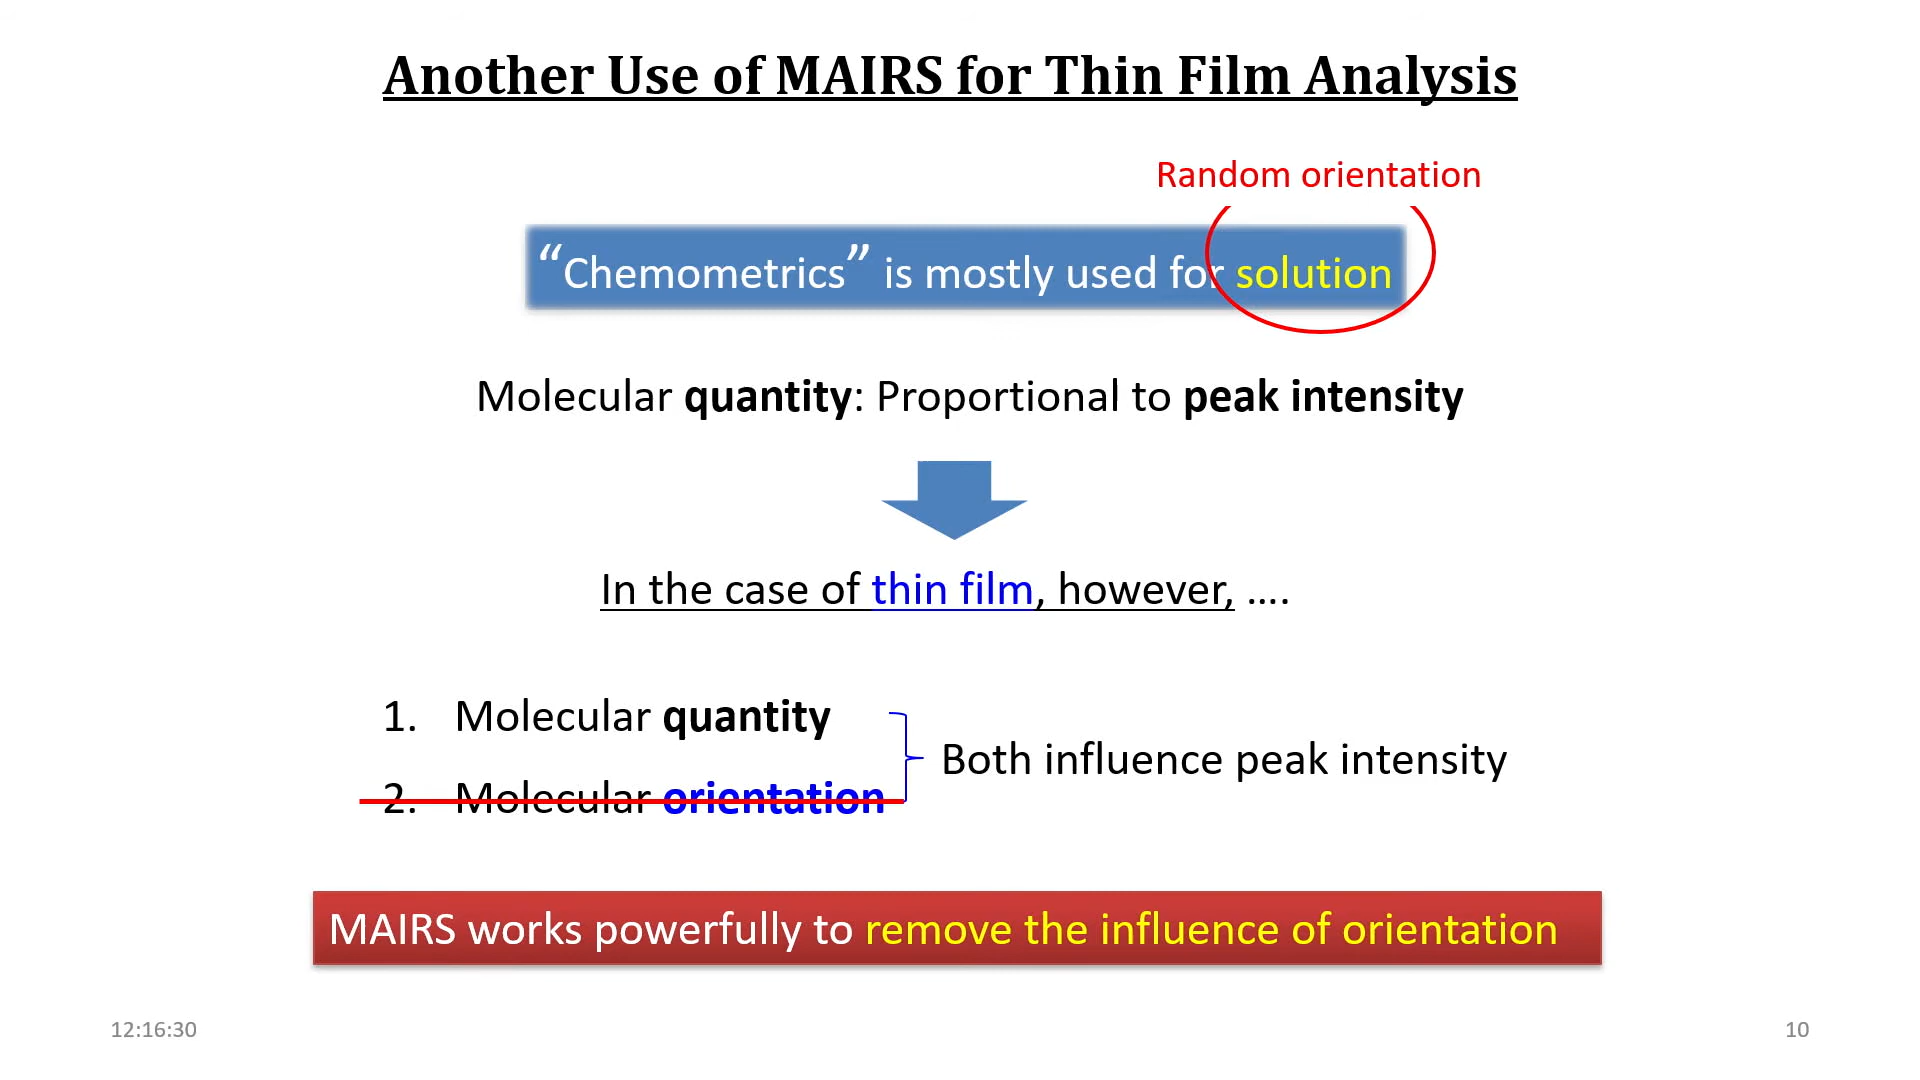 Another Use of MAIRS for Thin Film Analysis
Random orientation
“Chemometrics” is mostly used for solution
Molecular quantity: Proportional to peak intensity
In the case of thin film, however, ….
1. Molecular quantity
Both influence peak intensity
2. Molecular orientation
MAIRS works powerfully to remove the influence of orientation
12:16:30
10